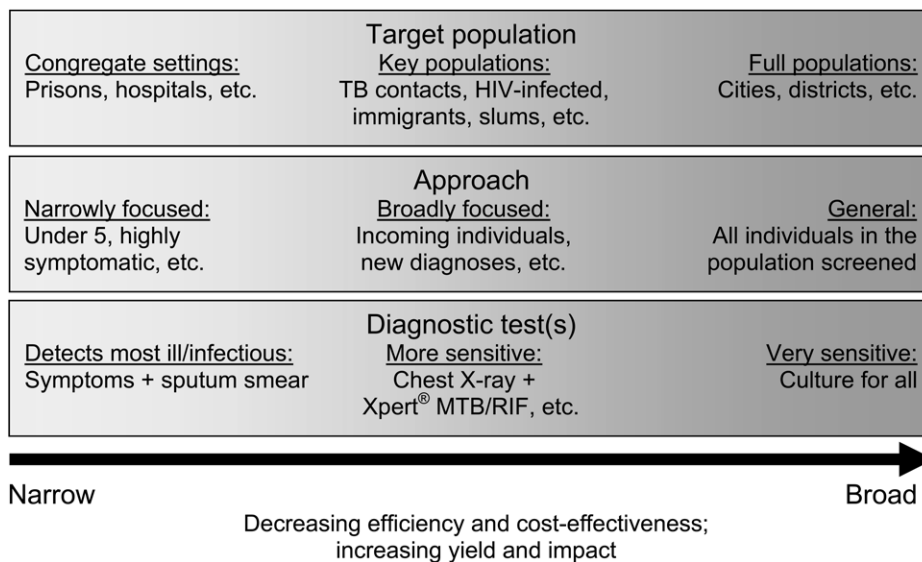 Target population
Congregate settings:
Prisons, hospitals, etc.
Key populations:
TB contacts, HIV-infected,
immigrants, slums, etc.
Full populations:
Cities, districts, etc.
Approach
Narrowly focused:
Under 5, highly
symptomatic, etc.
Broadly focused:
Incoming individuals,
new diagnoses, etc.
General:
All individuals in the
population screened
Diagnostic test(s)
Detects most ill/infectious:
Symptoms + sputum smear
More sensitive:
Chest X-ray +
Xpert® MTB/RIF, etc.
Very sensitive:
Culture for all
Narrow
Broad
Decreasing efficiency and cost-effectiveness;
increasing yield and impact